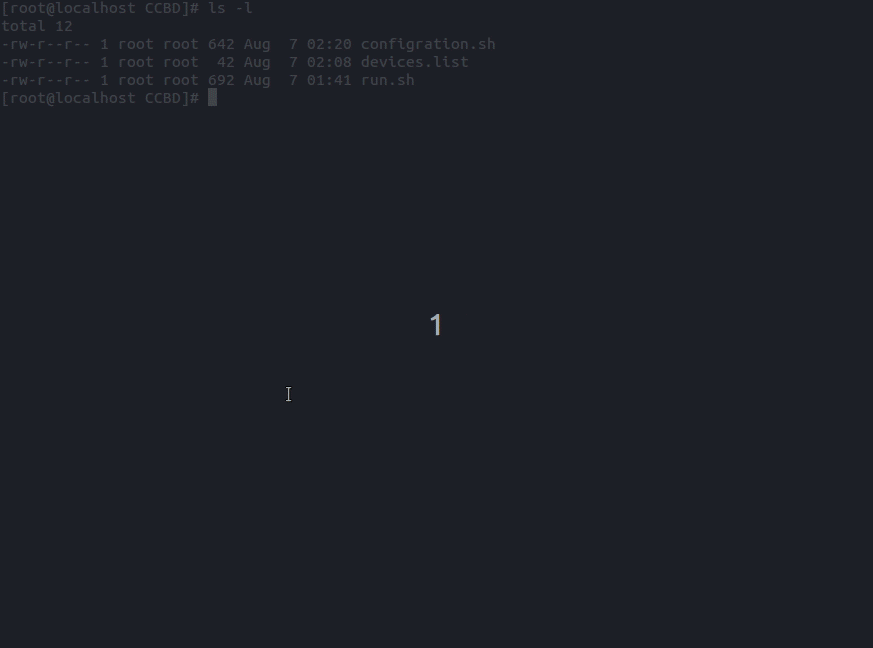 [root@localhost CCBD]# ls -l
total 12
-rw-r--r-- 1 root root 642 Aug  7 02:20 configration.sh
-rw-r--r-- 1 root root  42 Aug  7 02:08 devices.list
-rw-r--r-- 1 root root 692 Aug  7 01:41 run.sh
[root@localhost CCBD]#
1